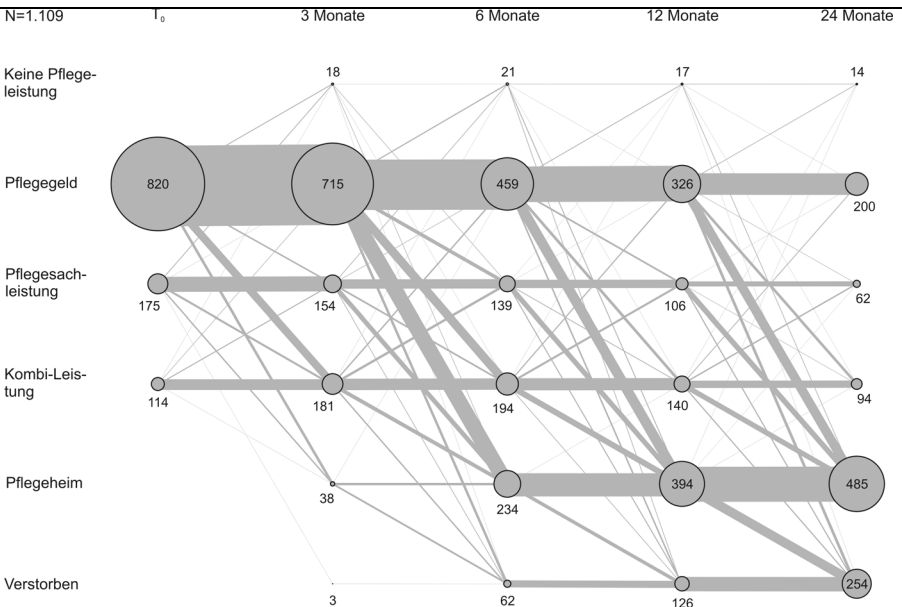 N=1.109 T₀ 3 Monate 6 Monate 12 Monate 24 Monate
Keine Pflege-
leistung
18 21 17 14
Pflegegeld 820 715 459 326
200
Pflegesach-
leistung
175 154 139 106 62
Kombi-Leis-
tung
114 181 194 140 94
Pflegeheim
38 234 394 485
Verstorben
3 62 126 254